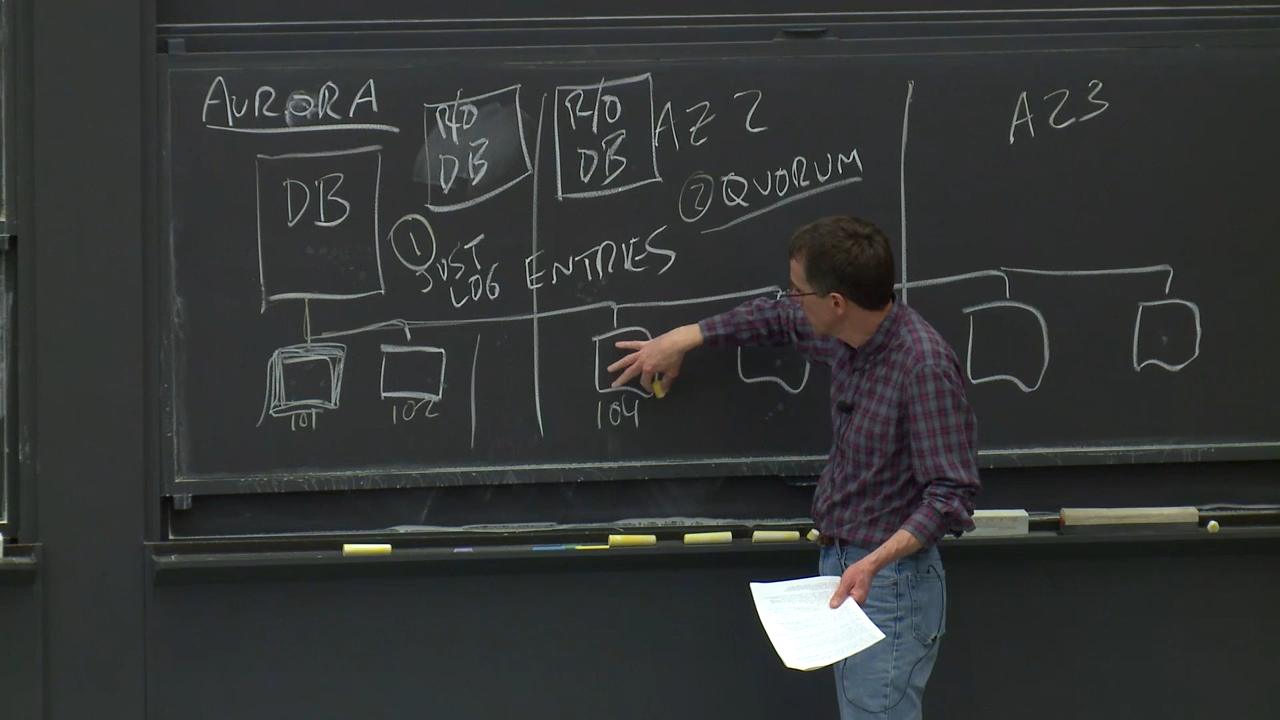 AURORA
R/O
DB
R/O
DB
AZ 2
AZ3
DB
② QUORUM
① JUST
LOG ENTRIES
101
102
104